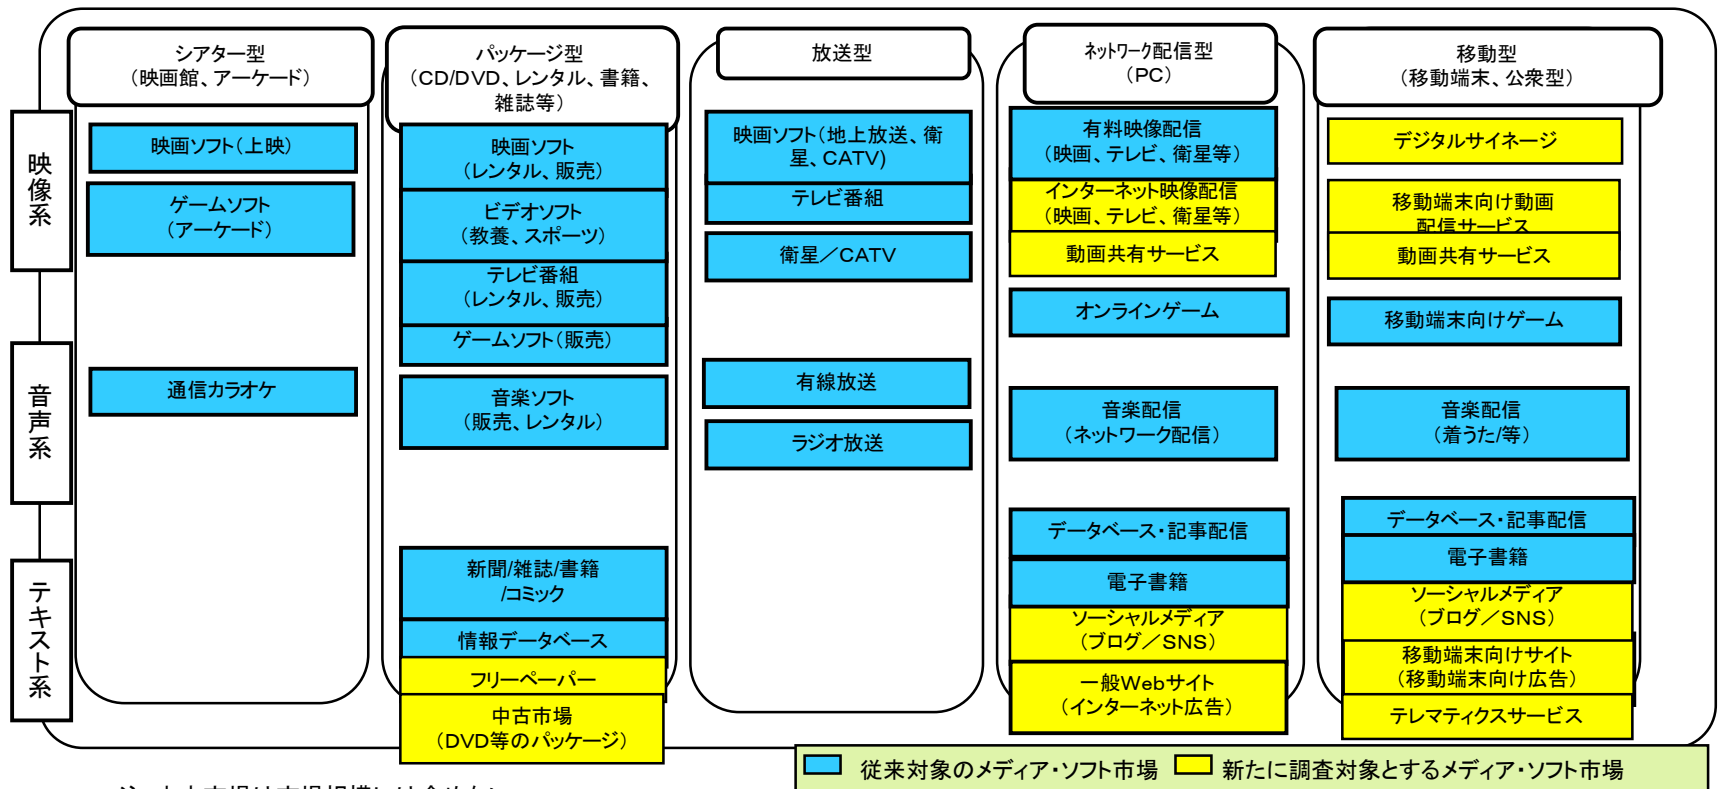 シアター型
（映画館、アーケード）
パッケージ型
（CD/DVD、レンタル、書籍、
雑誌等）
放送型
ネットワーク配信型
（PC）
移動型
（移動端末、公衆型）
映像系
映画ソフト（上映）
ゲームソフト
（アーケード）
映画ソフト
（レンタル、販売）
ビデオソフト
（教養、スポーツ）
テレビ番組
（レンタル、販売）
ゲームソフト（販売）
映画ソフト（地上放送、衛
星、CATV)
テレビ番組
衛星／CATV
有料映像配信
（映画、テレビ、衛星等）
インターネット映像配信
（映画、テレビ、衛星等）
動画共有サービス
オンラインゲーム
デジタルサイネージ
移動端末向け動画
配信サービス
動画共有サービス
移動端末向けゲーム
音声系
通信カラオケ
音楽ソフト
（販売、レンタル）
有線放送
ラジオ放送
音楽配信
（ネットワーク配信）
音楽配信
（着うた/等）
テキスト系
新聞/雑誌/書籍
/コミック
情報データベース
フリーペーパー
中古市場
（DVD等のパッケージ）
データベース・記事配信
電子書籍
ソーシャルメディア
（ブログ／SNS）
一般Webサイト
（インターネット広告）
データベース・記事配信
電子書籍
ソーシャルメディア
（ブログ／SNS）
移動端末向けサイト
（移動端末向け広告）
テレマティクスサービス
従来対象のメディア・ソフト市場
新たに調査対象とするメディア・ソフト市場